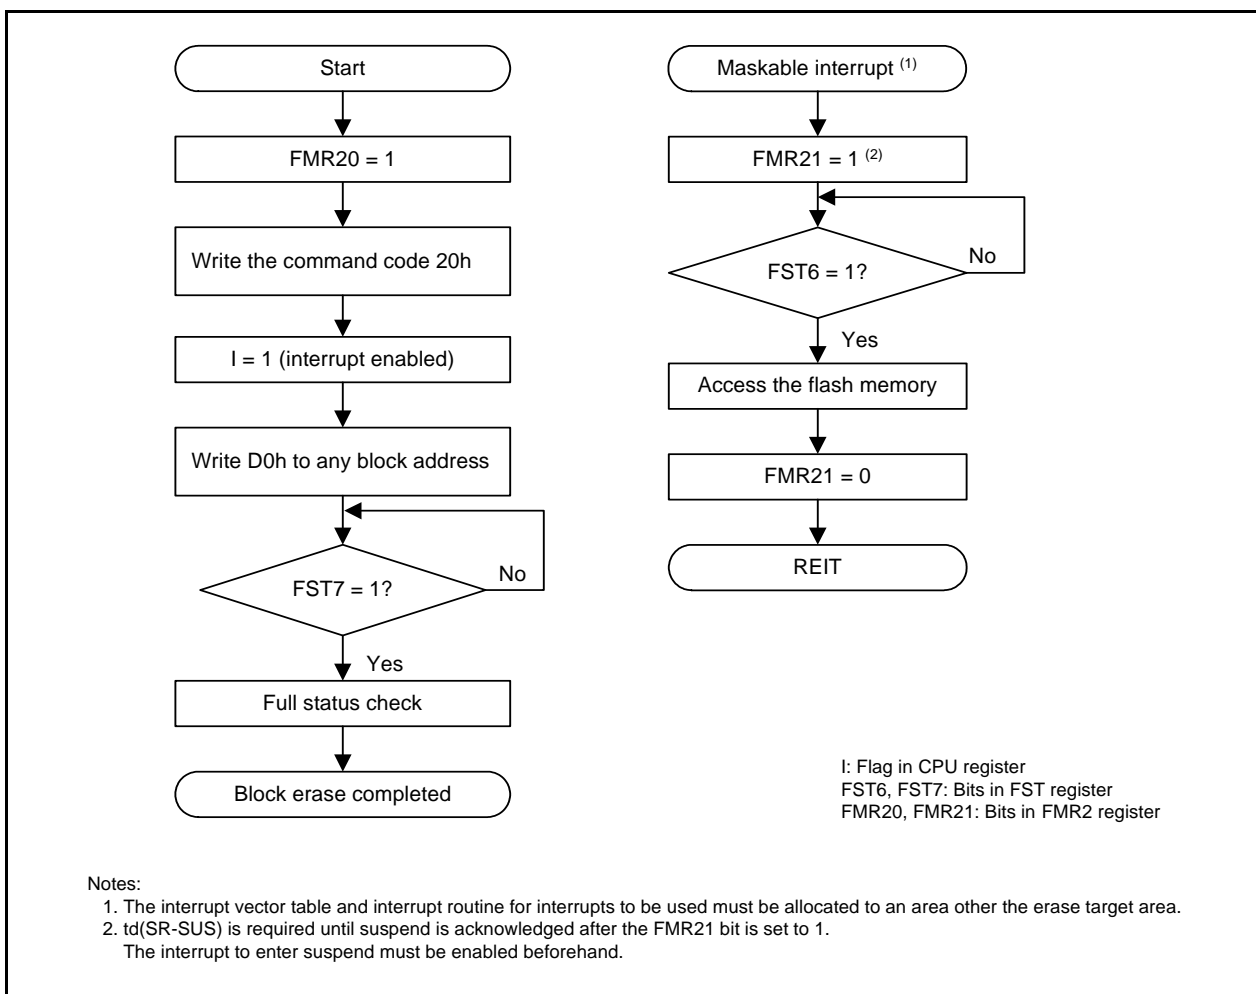 Start
FMR20 = 1
Write the command code 20h
I = 1 (interrupt enabled)
Write D0h to any block address
FST7 = 1?
No
Yes
Full status check
Block erase completed
Maskable interrupt (1)
FMR21 = 1 (2)
FST6 = 1?
No
Yes
Access the flash memory
FMR21 = 0
REIT
I: Flag in CPU register
FST6, FST7: Bits in FST register
FMR20, FMR21: Bits in FMR2 register
Notes:
1. The interrupt vector table and interrupt routine for interrupts to be used must be allocated to an area other the erase target area.
2. td(SR-SUS) is required until suspend is acknowledged after the FMR21 bit is set to 1.
The interrupt to enter suspend must be enabled beforehand.